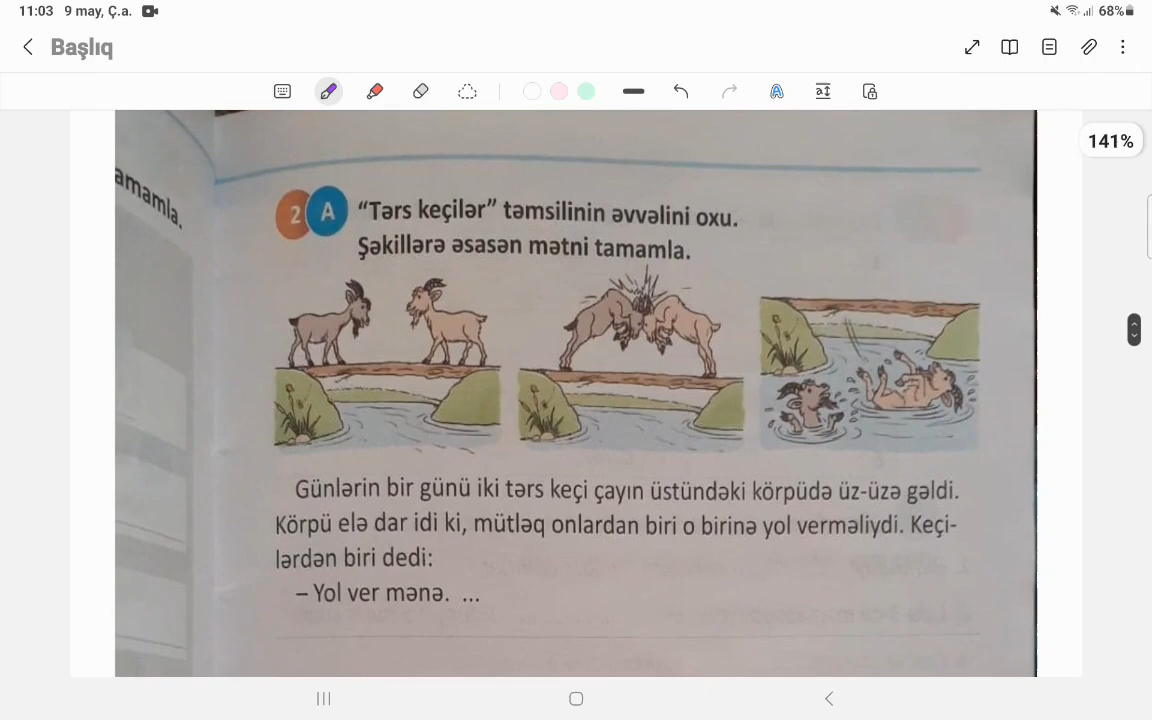 11:03 9 may, Ç.a. 68%
Başlıq
141%
amamla.
2 A "Tərs keçilər" təmsilinin əvvəlini oxu.
Şəkillərə əsasən mətni tamamla.
Günlərin bir günü iki tərs keçi çayın üstündəki körpüdə üz-üzə gəldi.
Körpü elə dar idi ki, mütləq onlardan biri o birinə yol verməliydi. Keçi-
lərdən biri dedi:
– Yol ver mənə. ...